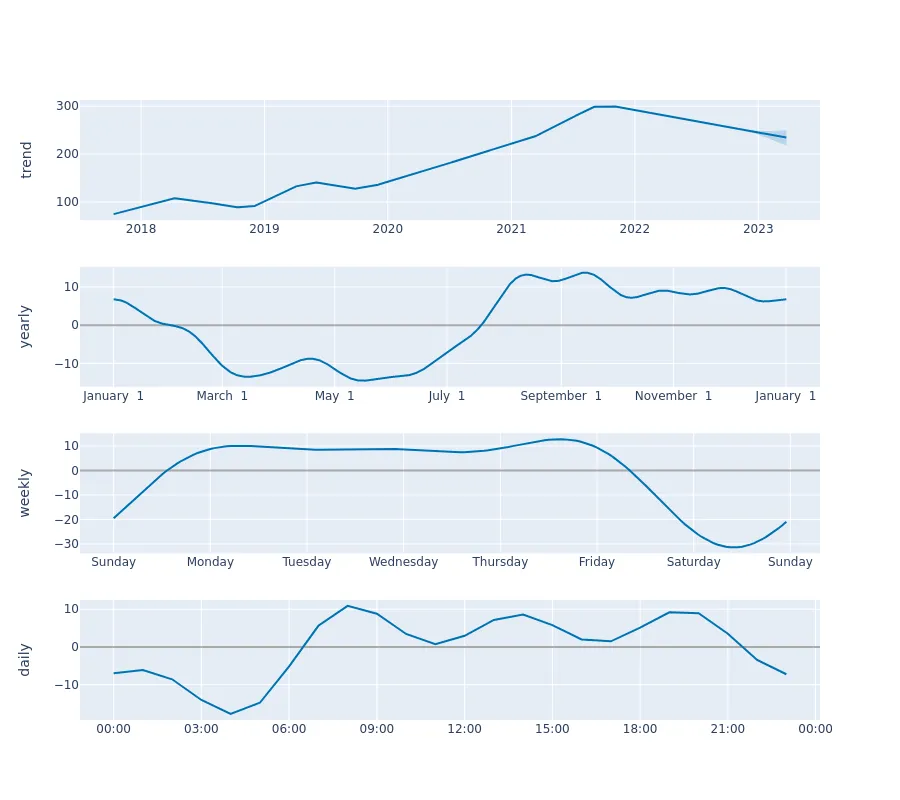 trend
300
200
100
2018 2019 2020 2021 2022 2023
yearly
10
0
−10
January 1 March 1 May 1 July 1 September 1 November 1 January 1
weekly
10
0
−10
−20
−30
Sunday Monday Tuesday Wednesday Thursday Friday Saturday Sunday
daily
10
0
−10
00:00 03:00 06:00 09:00 12:00 15:00 18:00 21:00 00:00